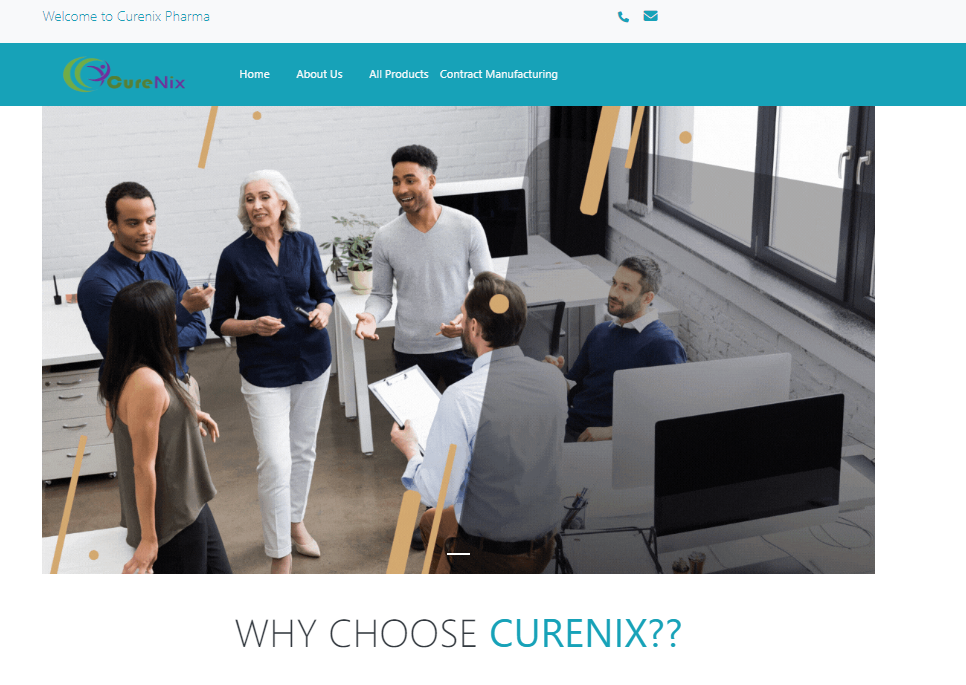 Welcome to Curenix Pharma
CureNix
Home About Us All Products Contract Manufacturing
WHY CHOOSE CURENIX??